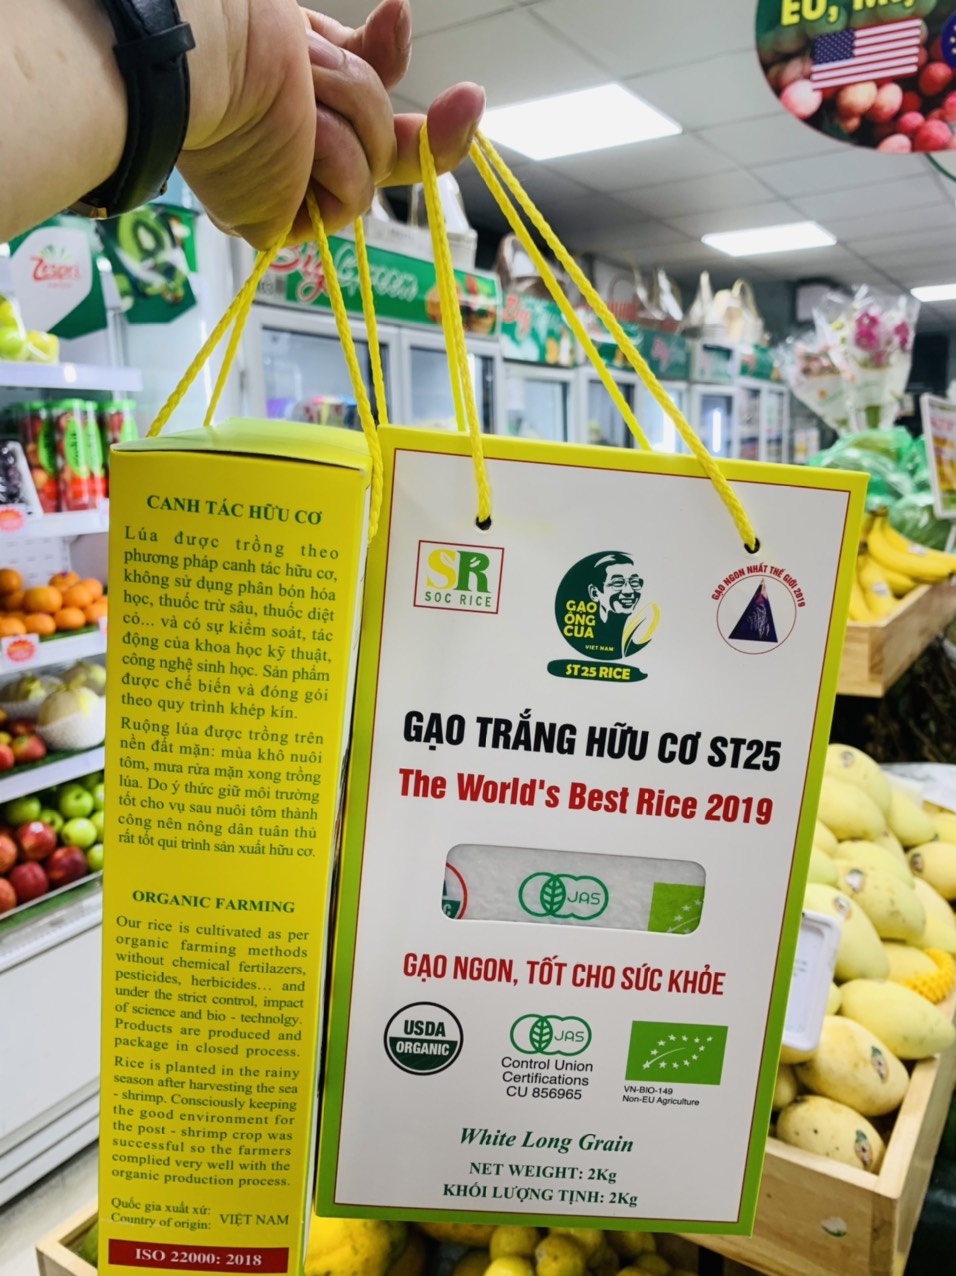 EU, MỸ,
Zespri
Big Green
CANH TÁC HỮU CƠ
Lúa được trồng theo
phương pháp canh tác hữu cơ,
không sử dụng phân bón hóa
học, thuốc trừ sâu, thuốc diệt
cỏ... và có sự kiểm soát, tác
động của khoa học kỹ thuật,
công nghệ sinh học. Sản phẩm
được chế biến và đóng gói
theo quy trình khép kín.
Ruộng lúa được trồng trên
nền đất mặn: mùa khô nuôi
tôm, mưa rửa mặn xong trồng
lúa. Do ý thức giữ môi trường
tốt cho vụ sau nuôi tôm thành
công nên nông dân tuân thủ
rất tốt qui trình sản xuất hữu cơ.
ORGANIC FARMING
Our rice is cultivated as per
organic farming methods
without chemical fertilazers,
pesticides, herbicides... and
under the strict control, impact
of science and bio - technolgy.
Products are produced and
package in closed process.
Rice is planted in the rainy
season after harvesting the sea
- shrimp. Consciously keeping
the good environment for
the post - shrimp crop was
successful so the farmers
complied very well with the
organic production process.
Quốc gia xuất xứ:
Country of origin: VIỆT NAM
ISO 22000: 2018
SR
SOC RICE
GẠO
ÔNG
CUA
VIỆT NAM
ST25 RICE
GẠO NGON NHẤT THẾ GIỚI 2019
GẠO TRẮNG HỮU CƠ ST25
The World's Best Rice 2019
JAS
GẠO NGON, TỐT CHO SỨC KHỎE
USDA
ORGANIC
JAS
Control Union
Certifications
CU 856965
VN-BIO-149
Non-EU Agriculture
White Long Grain
NET WEIGHT: 2Kg
KHỐI LƯỢNG TỊNH: 2Kg